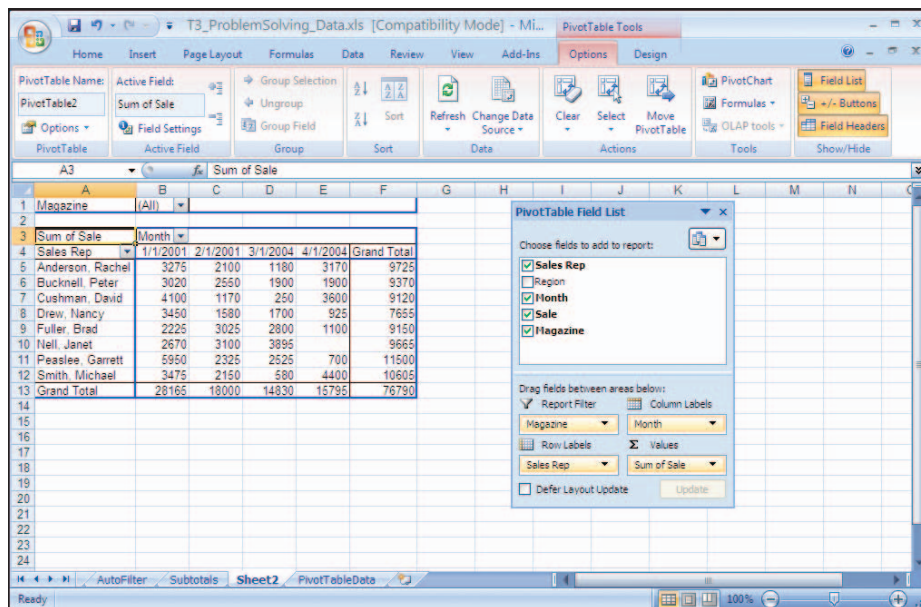 T3_ProblemSolving_Data.xls [Compatibility Mode] - Mi... PivotTable Tools
Home Insert Page Layout Formulas Data Review View Add-Ins Options Design
PivotTable Name: Active Field: Group Selection PivotChart Field List
PivotTable2 Sum of Sale Ungroup Sort Refresh Change Data Source Clear Select Move PivotTable Formulas +/- Buttons
Options Field Settings Group Field OLAP tools Field Headers
PivotTable Active Field Group Sort Data Actions Tools Show/Hide
A3 fx Sum of Sale
A B C D E F G H I J K L M N
1 Magazine (All)
2
3 Sum of Sale Month
4 Sales Rep 1/1/2001 2/1/2001 3/1/2004 4/1/2004 Grand Total
5 Anderson, Rachel 3275 2100 1180 3170 9725
6 Bucknell, Peter 3020 2550 1900 1900 9370
7 Cushman, David 4100 1170 250 3600 9120
8 Drew, Nancy 3450 1580 1700 925 7655
9 Fuller, Brad 2225 3025 2800 1100 9150
10 Nell, Janet 2670 3100 3895 9665
11 Peaslee, Garrett 5950 2325 2525 700 11500
12 Smith, Michael 3475 2150 580 4400 10605
13 Grand Total 28165 18000 14830 15795 76790
14
15
16
17
18
19
20
21
22
23
24
PivotTable Field List
Choose fields to add to report:
Sales Rep
Region
Month
Sale
Magazine
Drag fields between areas below:
Report Filter Column Labels
Magazine Month
Row Labels Σ Values
Sales Rep Sum of Sale
Defer Layout Update Update
AutoFilter Subtotals Sheet2 PivotTableData
Ready 100%